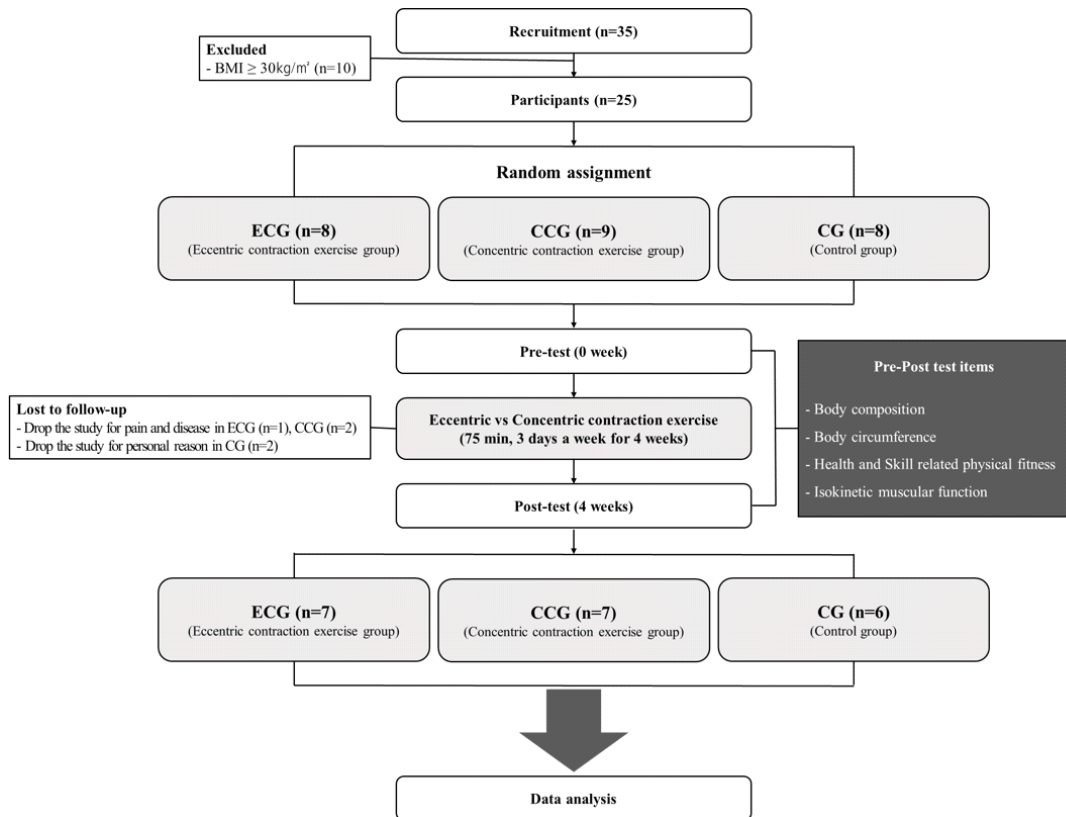 Recruitment (n=35)
Excluded
- BMI ≥ 30kg/㎡ (n=10)
Participants (n=25)
Random assignment
ECG (n=8)
(Eccentric contraction exercise group)
CCG (n=9)
(Concentric contraction exercise group)
CG (n=8)
(Control group)
Pre-test (0 week)
Lost to follow-up
- Drop the study for pain and disease in ECG (n=1), CCG (n=2)
- Drop the study for personal reason in CG (n=2)
Eccentric vs Concentric contraction exercise
(75 min, 3 days a week for 4 weeks)
Pre-Post test items
- Body composition
- Body circumference
- Health and Skill related physical fitness
- Isokinetic muscular function
Post-test (4 weeks)
ECG (n=7)
(Eccentric contraction exercise group)
CCG (n=7)
(Concentric contraction exercise group)
CG (n=6)
(Control group)
Data analysis